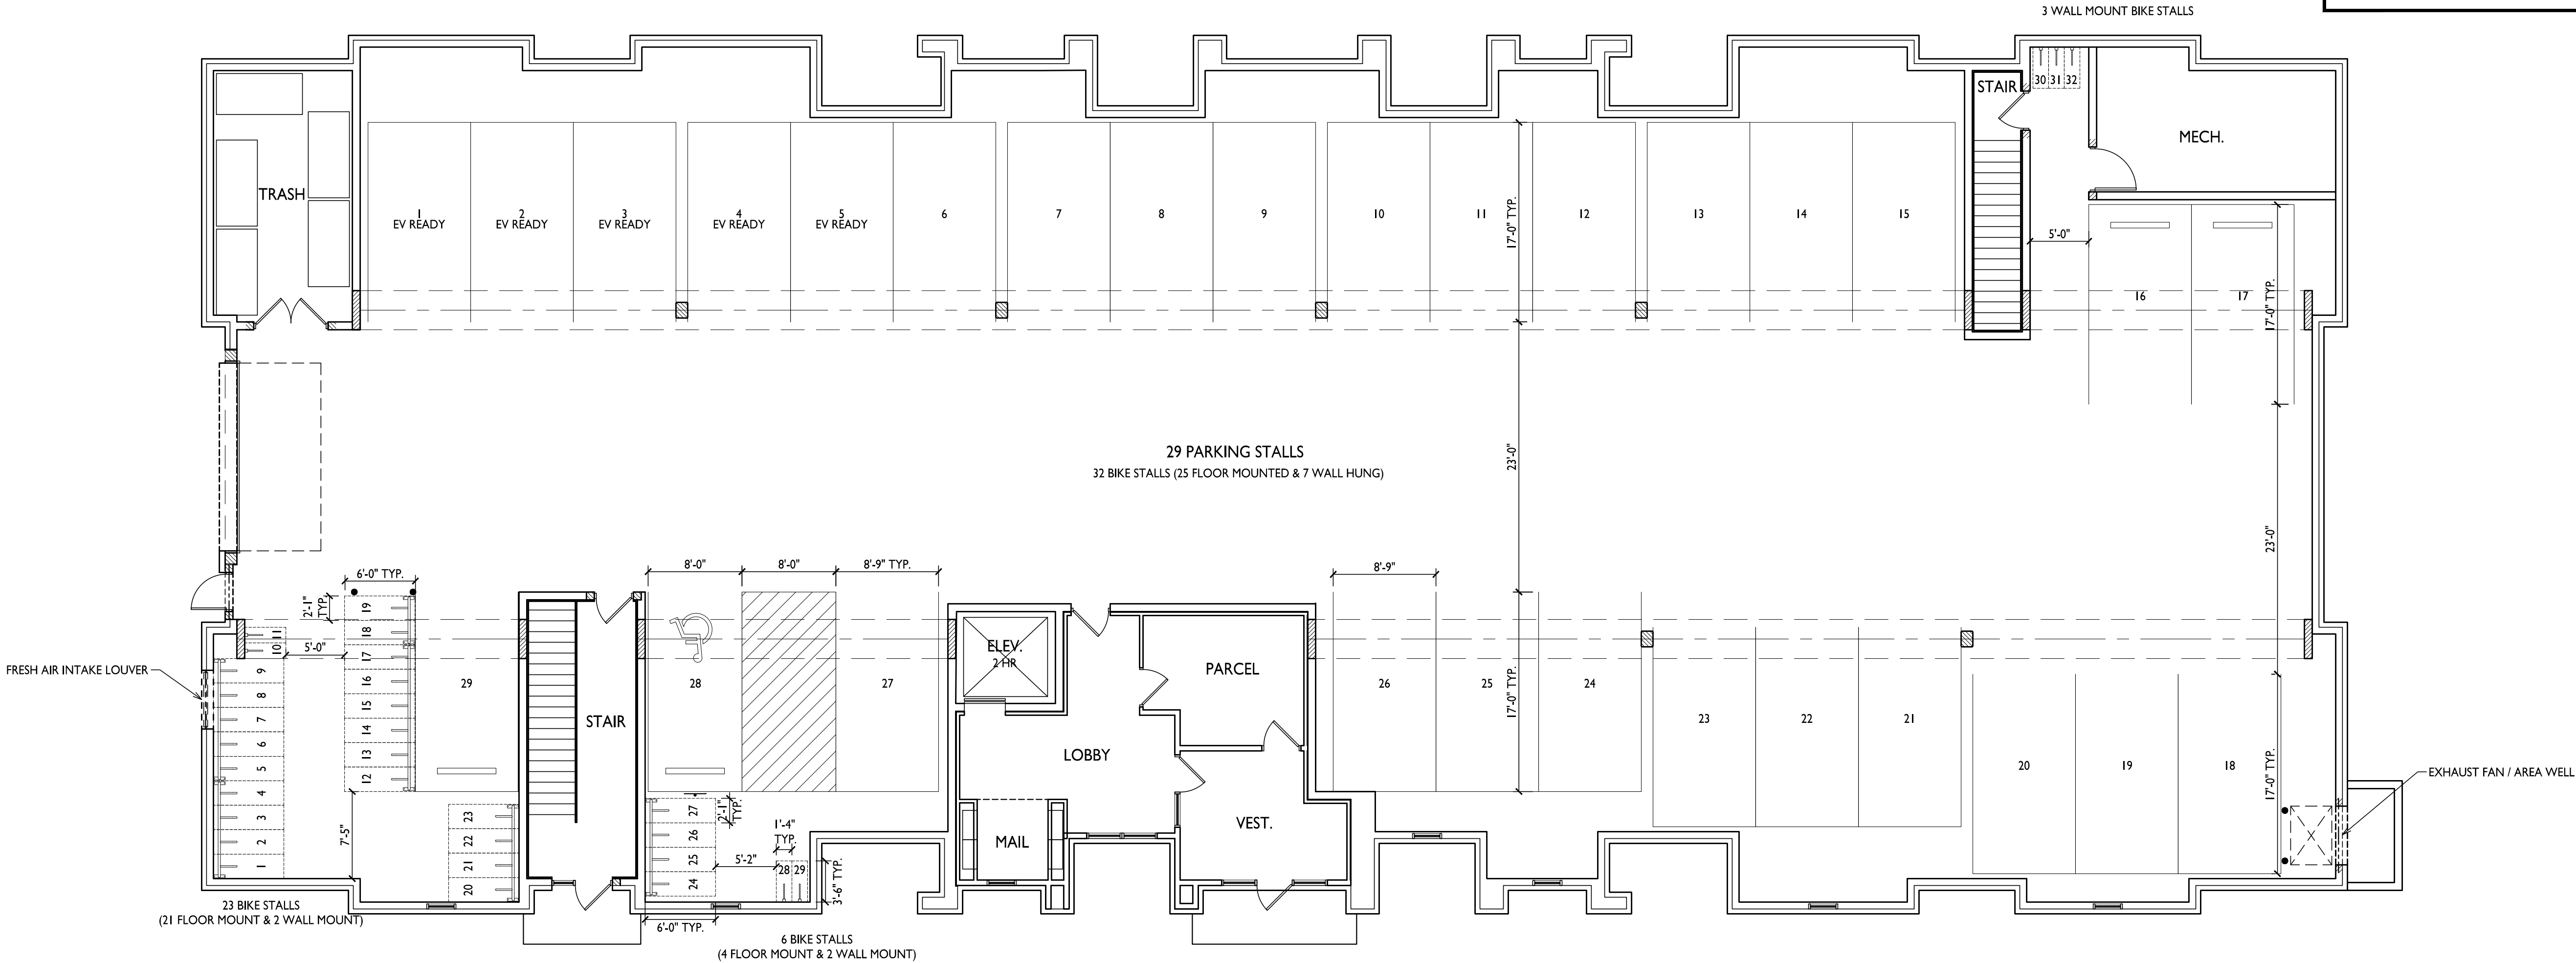 3 WALL MOUNT BIKE STALLS
30 31 32
STAIR
MECH.
TRASH
1
EV READY
2
EV READY
3
EV READY
4
EV READY
5
EV READY
6
7
8
9
10
11
12
13
14
15
17'-0" TYP.
5'-0"
16
17
17'-0" TYP.
29 PARKING STALLS
32 BIKE STALLS (25 FLOOR MOUNTED & 7 WALL HUNG)
23'-0"
23'-0"
6'-0" TYP.
8'-0"
8'-0"
8'-9" TYP.
8'-9"
2'-1"
TYP.
19
18
17
16
15
14
13
12
11
10
5'-0"
9
8
7
6
5
4
3
2
1
FRESH AIR INTAKE LOUVER
29
STAIR
28
27
ELEV.
2 HR
PARCEL
LOBBY
MAIL
VEST.
26
25
24
17'-0" TYP.
23
22
21
20
19
18
17'-0" TYP.
EXHAUST FAN / AREA WELL
7'-5"
23
22
21
20
27
26
25
24
2'-1"
TYP.
1'-4"
TYP.
5'-2"
28 29
3'-6" TYP.
6'-0" TYP.
23 BIKE STALLS
(21 FLOOR MOUNT & 2 WALL MOUNT)
6 BIKE STALLS
(4 FLOOR MOUNT & 2 WALL MOUNT)